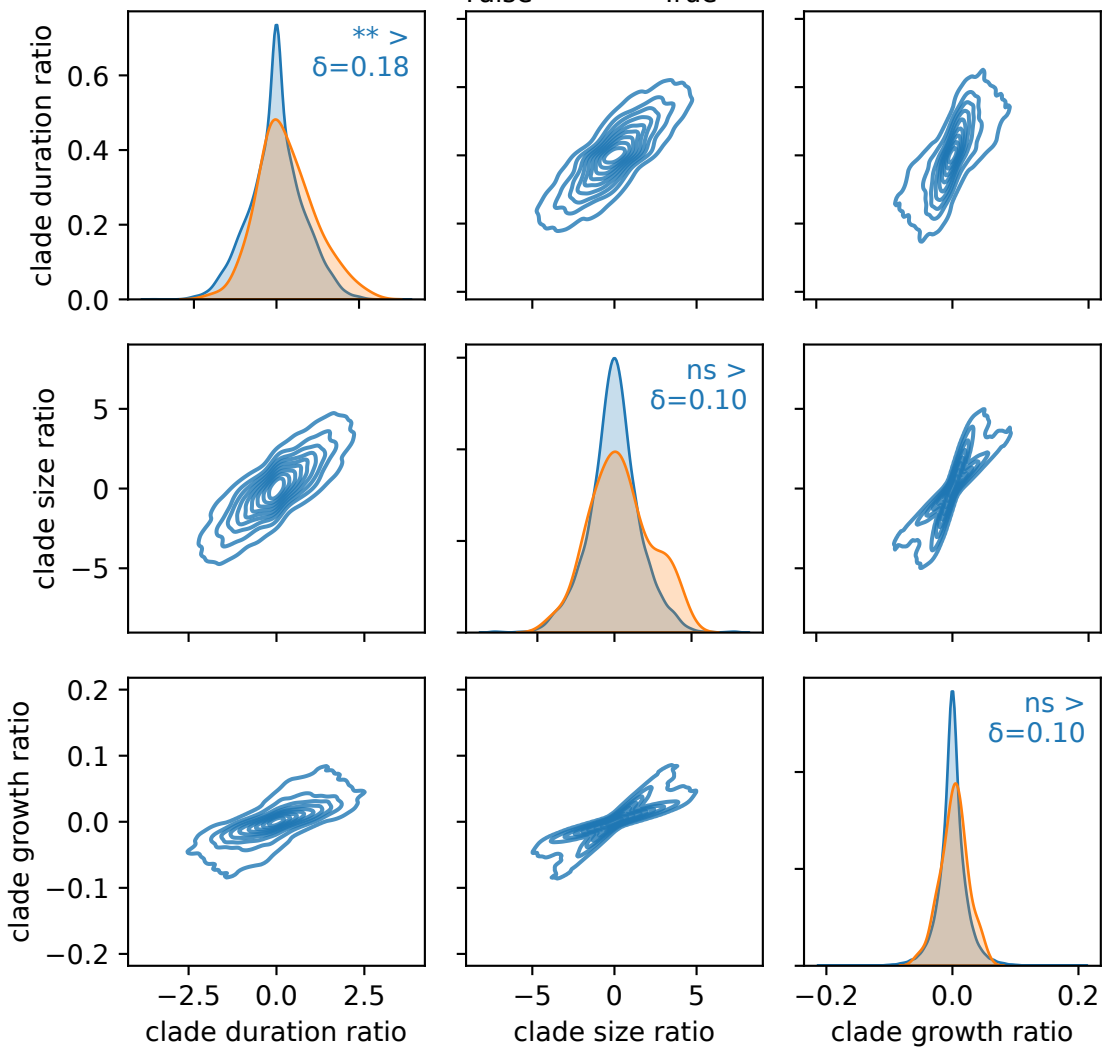 False True
clade duration ratio
0.6
0.4
0.2
0.0
** >
δ=0.18
clade size ratio
5
0
−5
ns >
δ=0.10
clade growth ratio
0.2
0.1
0.0
−0.1
−0.2
ns >
δ=0.10
−2.5 0.0 2.5
−5 0 5
−0.2 0.0 0.2
clade duration ratio
clade size ratio
clade growth ratio